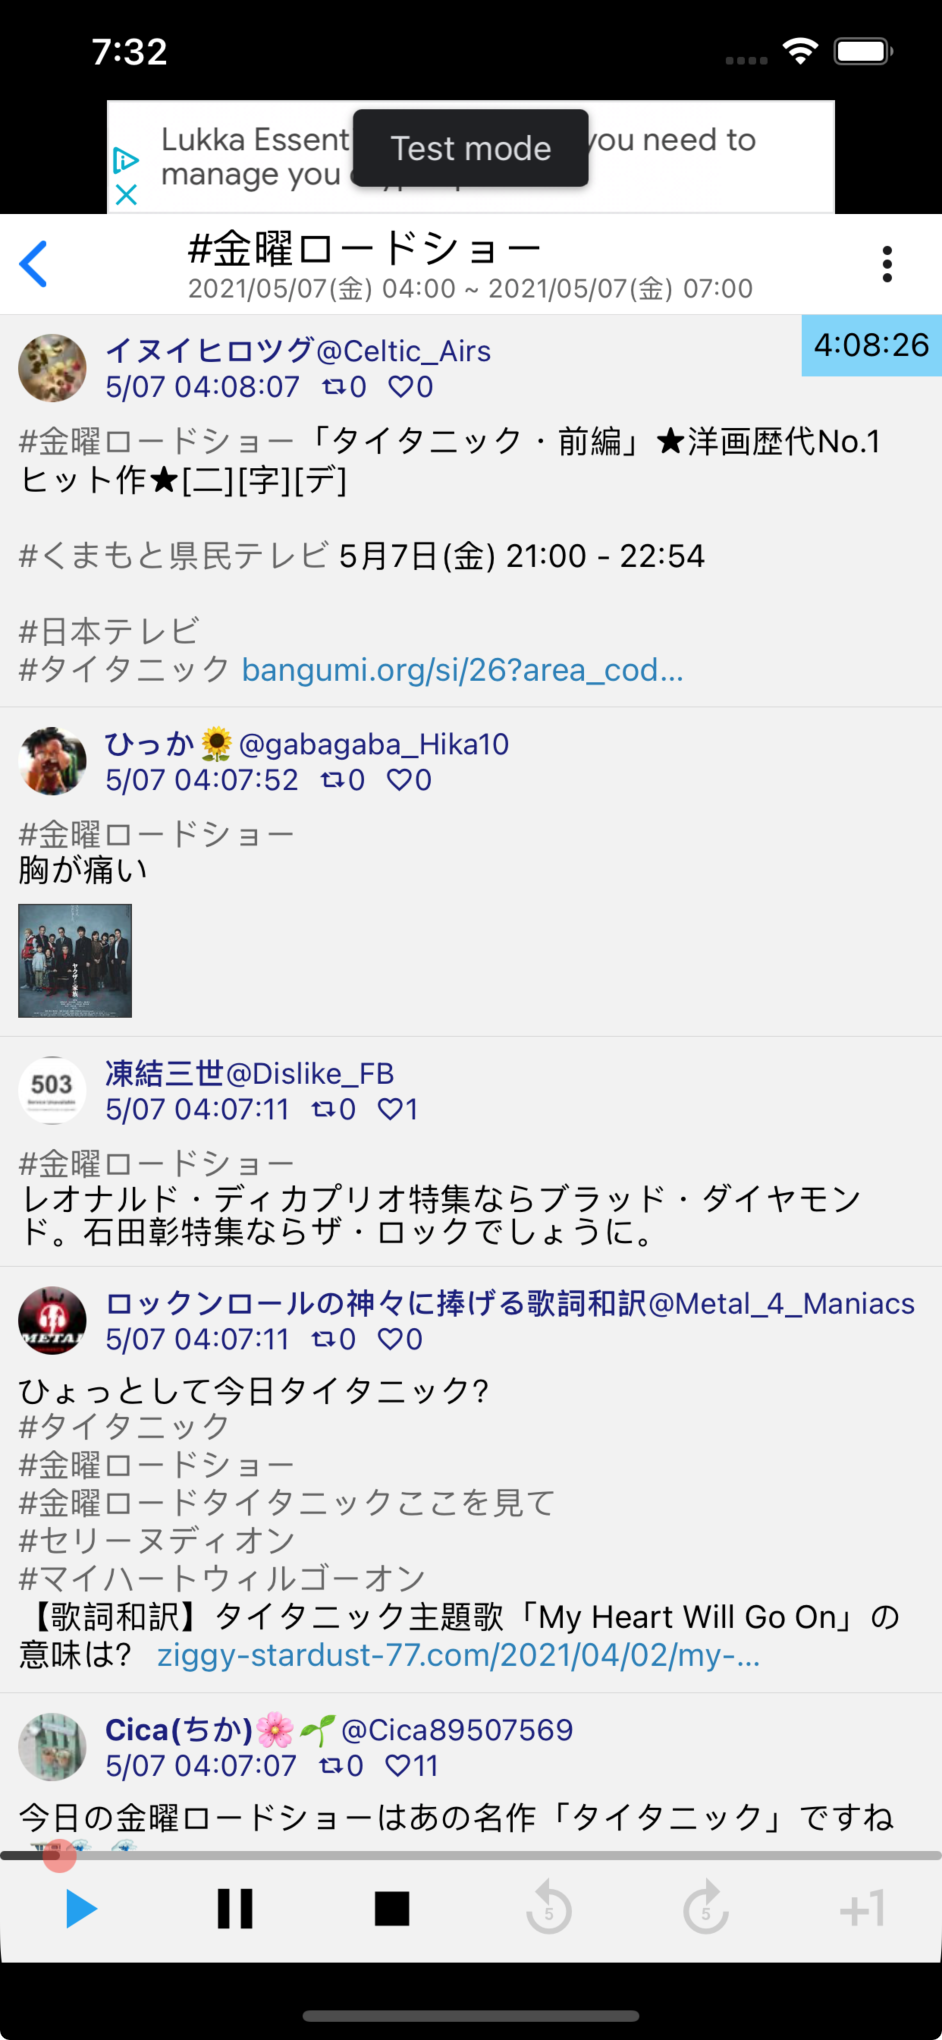 7:32
Lukka Essent
you need to
manage you
Test mode
#金曜ロードショー
2021/05/07(金) 04:00 ~ 2021/05/07(金) 07:00
4:08:26
イヌイヒロツグ@Celtic_Airs
5/07 04:08:07 0 0
#金曜ロードショー「タイタニック・前編」★洋画歴代No.1
ヒット作★[二][字][デ]
#くまもと県民テレビ 5月7日(金) 21:00 - 22:54
#日本テレビ
#タイタニック bangumi.org/si/26?area_cod...
ひっか🌻@gabagaba_Hika10
5/07 04:07:52 0 0
#金曜ロードショー
胸が痛い
ヤクザと家族
503
凍結三世@Dislike_FB
5/07 04:07:11 0 1
#金曜ロードショー
レオナルド・ディカプリオ特集ならブラッド・ダイヤモン
ド。石田彰特集ならザ・ロックでしょうに。
METAL
ロックンロールの神々に捧げる歌詞和訳@Metal_4_Maniacs
5/07 04:07:11 0 0
ひょっとして今日タイタニック?
#タイタニック
#金曜ロードショー
#金曜ロードタイタニックここを見て
#セリーヌディオン
#マイハートウィルゴーオン
【歌詞和訳】タイタニック主題歌「My Heart Will Go On」の
意味は? ziggy-stardust-77.com/2021/04/02/my-...
Cica(ちか)🌸🌱@Cica89507569
5/07 04:07:07 0 11
今日の金曜ロードショーはあの名作「タイタニック」ですね
5
5
+1